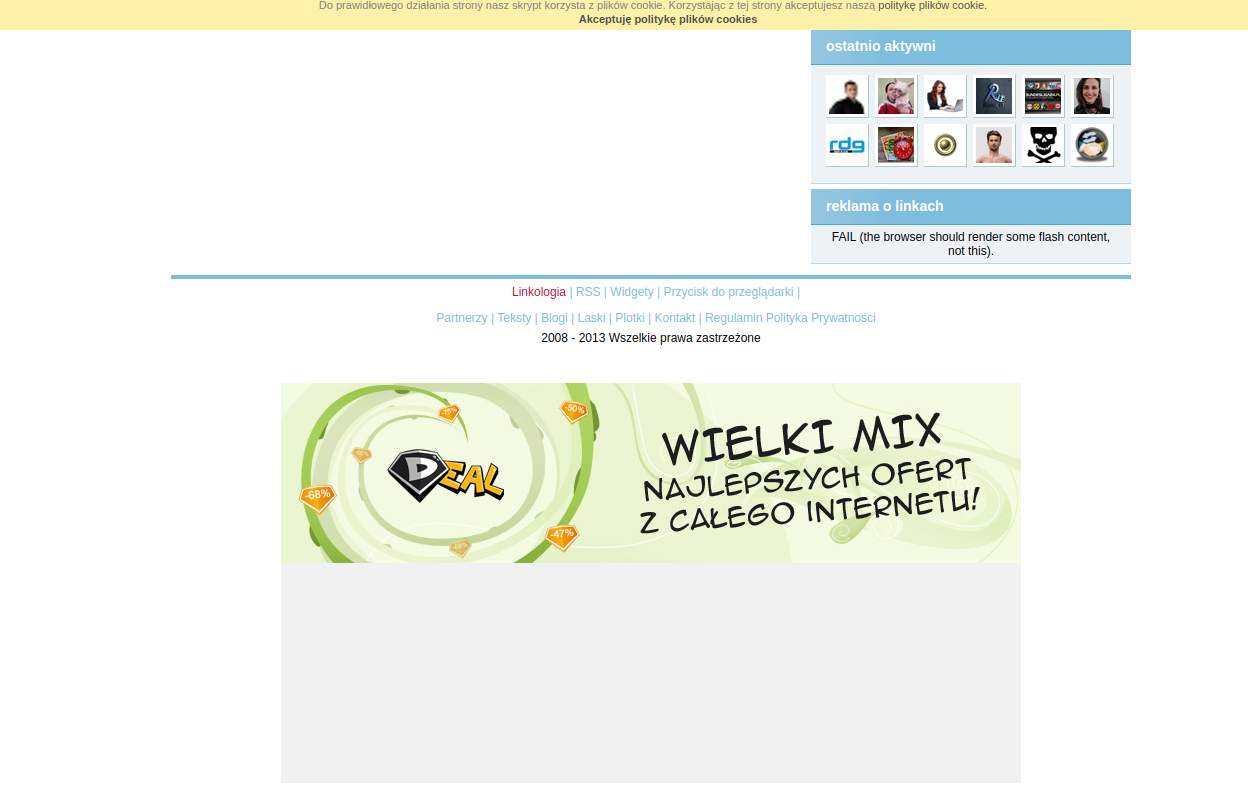 Do prawidłowego działania strony nasz skrypt korzysta z plików cookie. Korzystając z tej strony akceptujesz naszą politykę plików cookie.
Akceptuję politykę plików cookies
ostatnio aktywni
rdg
reklama o linkach
FAIL (the browser should render some flash content,
not this).
Linkologia | RSS | Widgety | Przycisk do przeglądarki |
Partnerzy | Teksty | Blogi | Laski | Plotki | Kontakt | Regulamin Polityka Prywatności
2008 - 2013 Wszelkie prawa zastrzeżone
-75%
-50%
DEAL
-68%
-47%
WIELKI MIX
NAJLEPSZYCH OFERT
Z CAŁEGO INTERNETU!